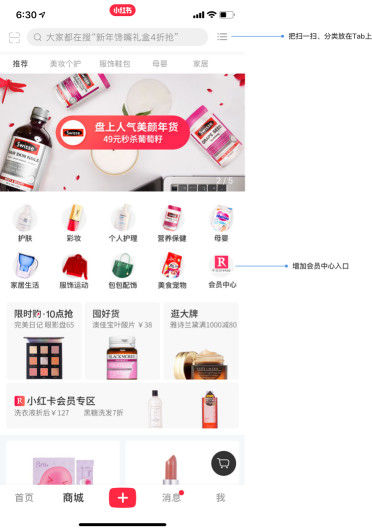 6:30
小红书
大家都在搜“新年馋嘴礼盒4折抢”
把扫一扫、分类放在Tab上
推荐 美妆个护 服饰鞋包 母婴 家居
盘上人气美颜年货
49元秒杀葡萄籽
Swisse
2 / 5
护肤 彩妆 个人护理 营养保健 母婴
增加会员中心入口
家居生活 服饰运动 包包配饰 美食宠物 会员中心
限时购·10点抢 囤好货 逛大牌
完美日记 眼影盘65 澳佳宝叶酸片 ¥38 雅诗兰黛满1000减80
R 小红卡会员专区
洗衣液折后¥127 黑糖洗发7折
首页 商城 消息 我